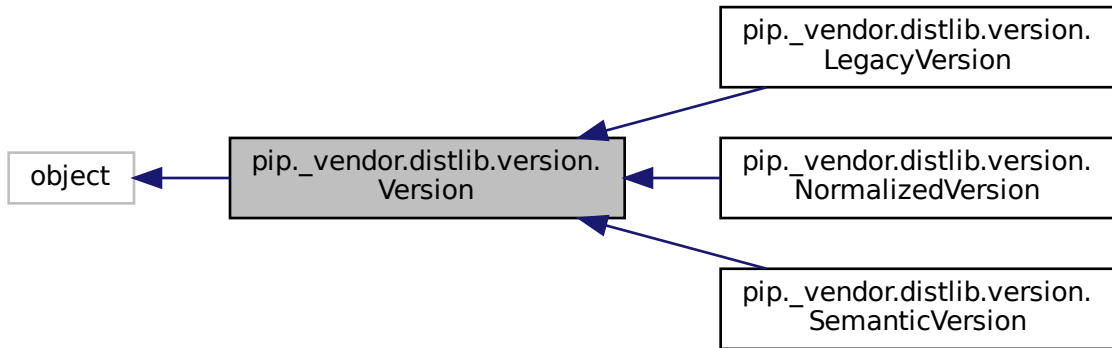 object
pip._vendor.distlib.version.
Version
pip._vendor.distlib.version.
LegacyVersion
pip._vendor.distlib.version.
NormalizedVersion
pip._vendor.distlib.version.
SemanticVersion